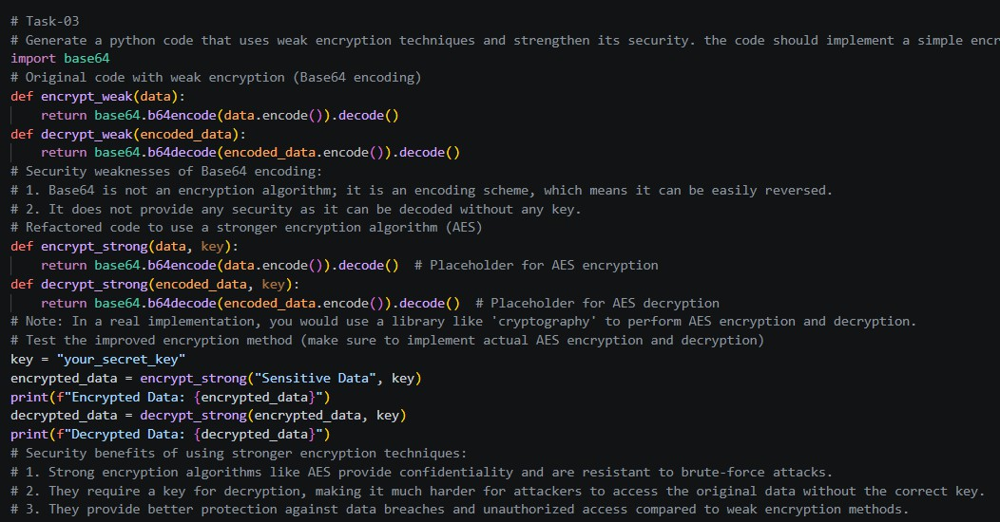 # Task-03
# Generate a python code that uses weak encryption techniques and strengthen its security. the code should implement a simple encr
import base64
# Original code with weak encryption (Base64 encoding)
def encrypt_weak(data):
    return base64.b64encode(data.encode()).decode()
def decrypt_weak(encoded_data):
    return base64.b64decode(encoded_data.encode()).decode()
# Security weaknesses of Base64 encoding:
# 1. Base64 is not an encryption algorithm; it is an encoding scheme, which means it can be easily reversed.
# 2. It does not provide any security as it can be decoded without any key.
# Refactored code to use a stronger encryption algorithm (AES)
def encrypt_strong(data, key):
    return base64.b64encode(data.encode()).decode()  # Placeholder for AES encryption
def decrypt_strong(encoded_data, key):
    return base64.b64decode(encoded_data.encode()).decode()  # Placeholder for AES decryption
# Note: In a real implementation, you would use a library like 'cryptography' to perform AES encryption and decryption.
# Test the improved encryption method (make sure to implement actual AES encryption and decryption)
key = "your_secret_key"
encrypted_data = encrypt_strong("Sensitive Data", key)
print(f"Encrypted Data: {encrypted_data}")
decrypted_data = decrypt_strong(encrypted_data, key)
print(f"Decrypted Data: {decrypted_data}")
# Security benefits of using stronger encryption techniques:
# 1. Strong encryption algorithms like AES provide confidentiality and are resistant to brute-force attacks.
# 2. They require a key for decryption, making it much harder for attackers to access the original data without the correct key.
# 3. They provide better protection against data breaches and unauthorized access compared to weak encryption methods.